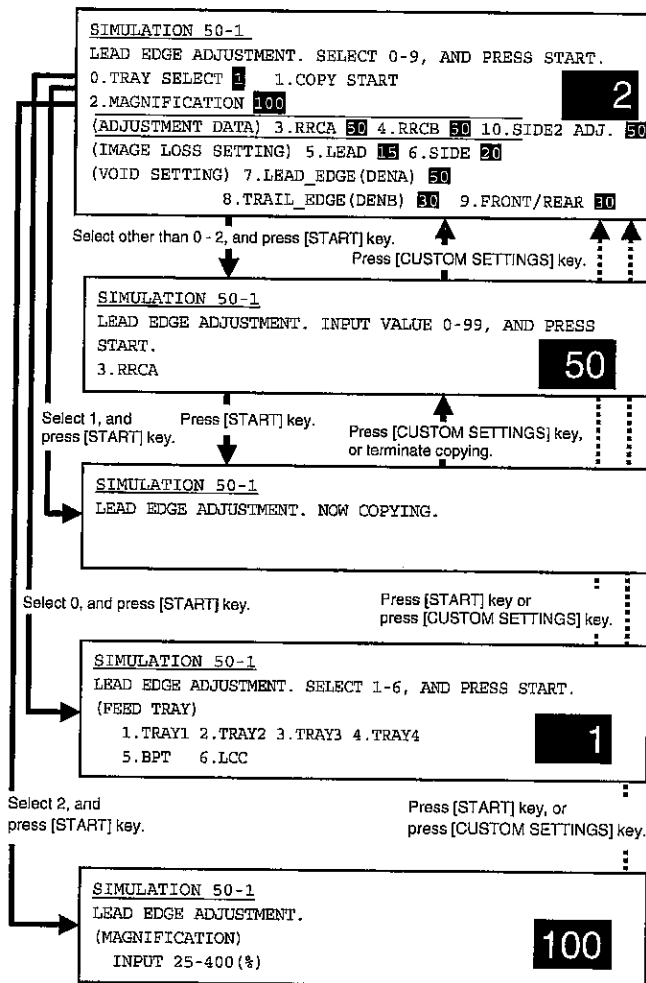 SIMULATION 50-1
LEAD EDGE ADJUSTMENT. SELECT 0-9, AND PRESS START.
0.TRAY SELECT 1 1.COPY START
2
2.MAGNIFICATION 100
(ADJUSTMENT DATA) 3.RRCA 50 4.RRCB 50 10.SIDE2 ADJ. 50
(IMAGE LOSS SETTING) 5.LEAD 15 6.SIDE 20
(VOID SETTING) 7.LEAD_EDGE(DENA) 50
8.TRAIL_EDGE(DENB) 30 9.FRONT/REAR 30
Select other than 0 - 2, and press [START] key.
Press [CUSTOM SETTINGS] key.
SIMULATION 50-1
LEAD EDGE ADJUSTMENT. INPUT VALUE 0-99, AND PRESS
START.
50
3.RRCA
Select 1, and
press [START] key.
Press [START] key.
Press [CUSTOM SETTINGS] key,
or terminate copying.
SIMULATION 50-1
LEAD EDGE ADJUSTMENT. NOW COPYING.
Select 0, and press [START] key.
Press [START] key or
press [CUSTOM SETTINGS] key.
SIMULATION 50-1
LEAD EDGE ADJUSTMENT. SELECT 1-6, AND PRESS START.
(FEED TRAY)
1.TRAY1 2.TRAY2 3.TRAY3 4.TRAY4
1
5.BPT 6.LCC
Select 2, and
press [START] key.
Press [START] key, or
press [CUSTOM SETTINGS] key.
SIMULATION 50-1
LEAD EDGE ADJUSTMENT.
(MAGNIFICATION)
100
INPUT 25-400(%)